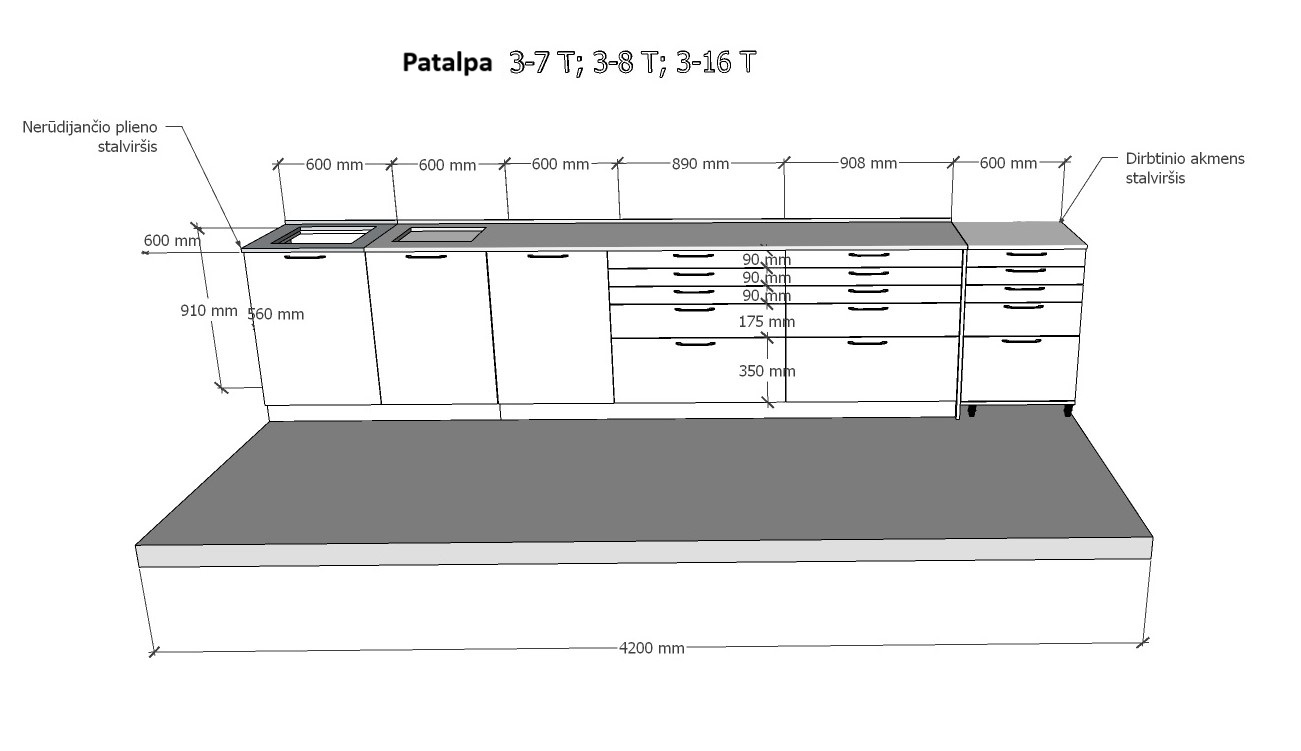 Patalpa 3-7 T; 3-8 T; 3-16 T
Nerūdijančio plieno
stalviršis
600 mm
600 mm
600 mm
890 mm
908 mm
600 mm
Dirbtinio akmens
stalviršis
600 mm
910 mm
560 mm
90 mm
90 mm
90 mm
175 mm
350 mm
4200 mm